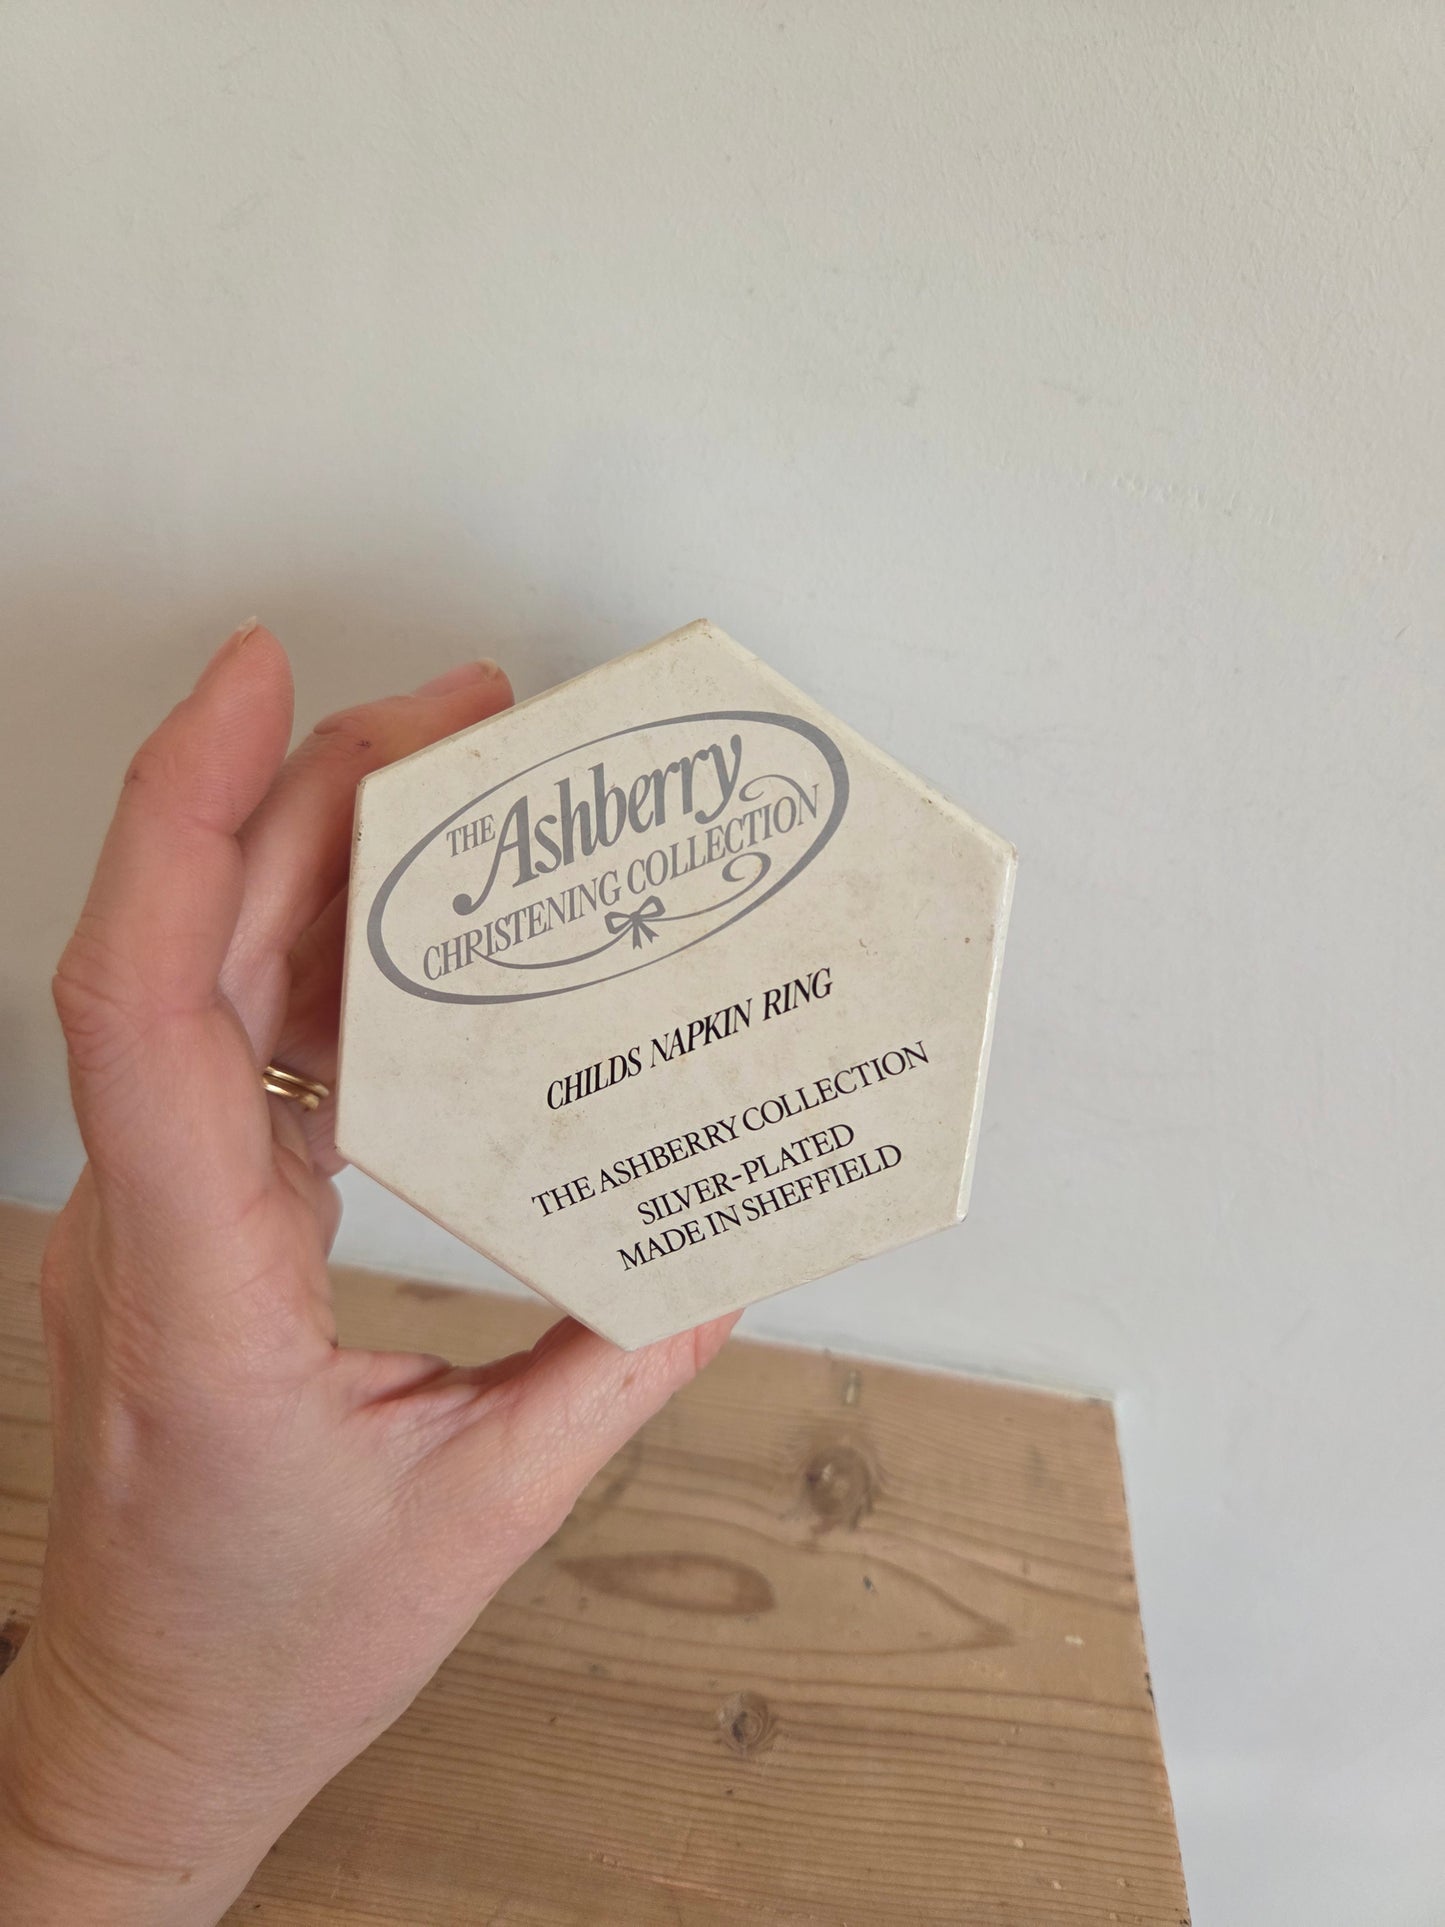 THE Ashberry
CHRISTENING COLLECTION
CHILDS NAPKIN RING
THE ASHBERRY COLLECTION
SILVER-PLATED
MADE IN SHEFFIELD